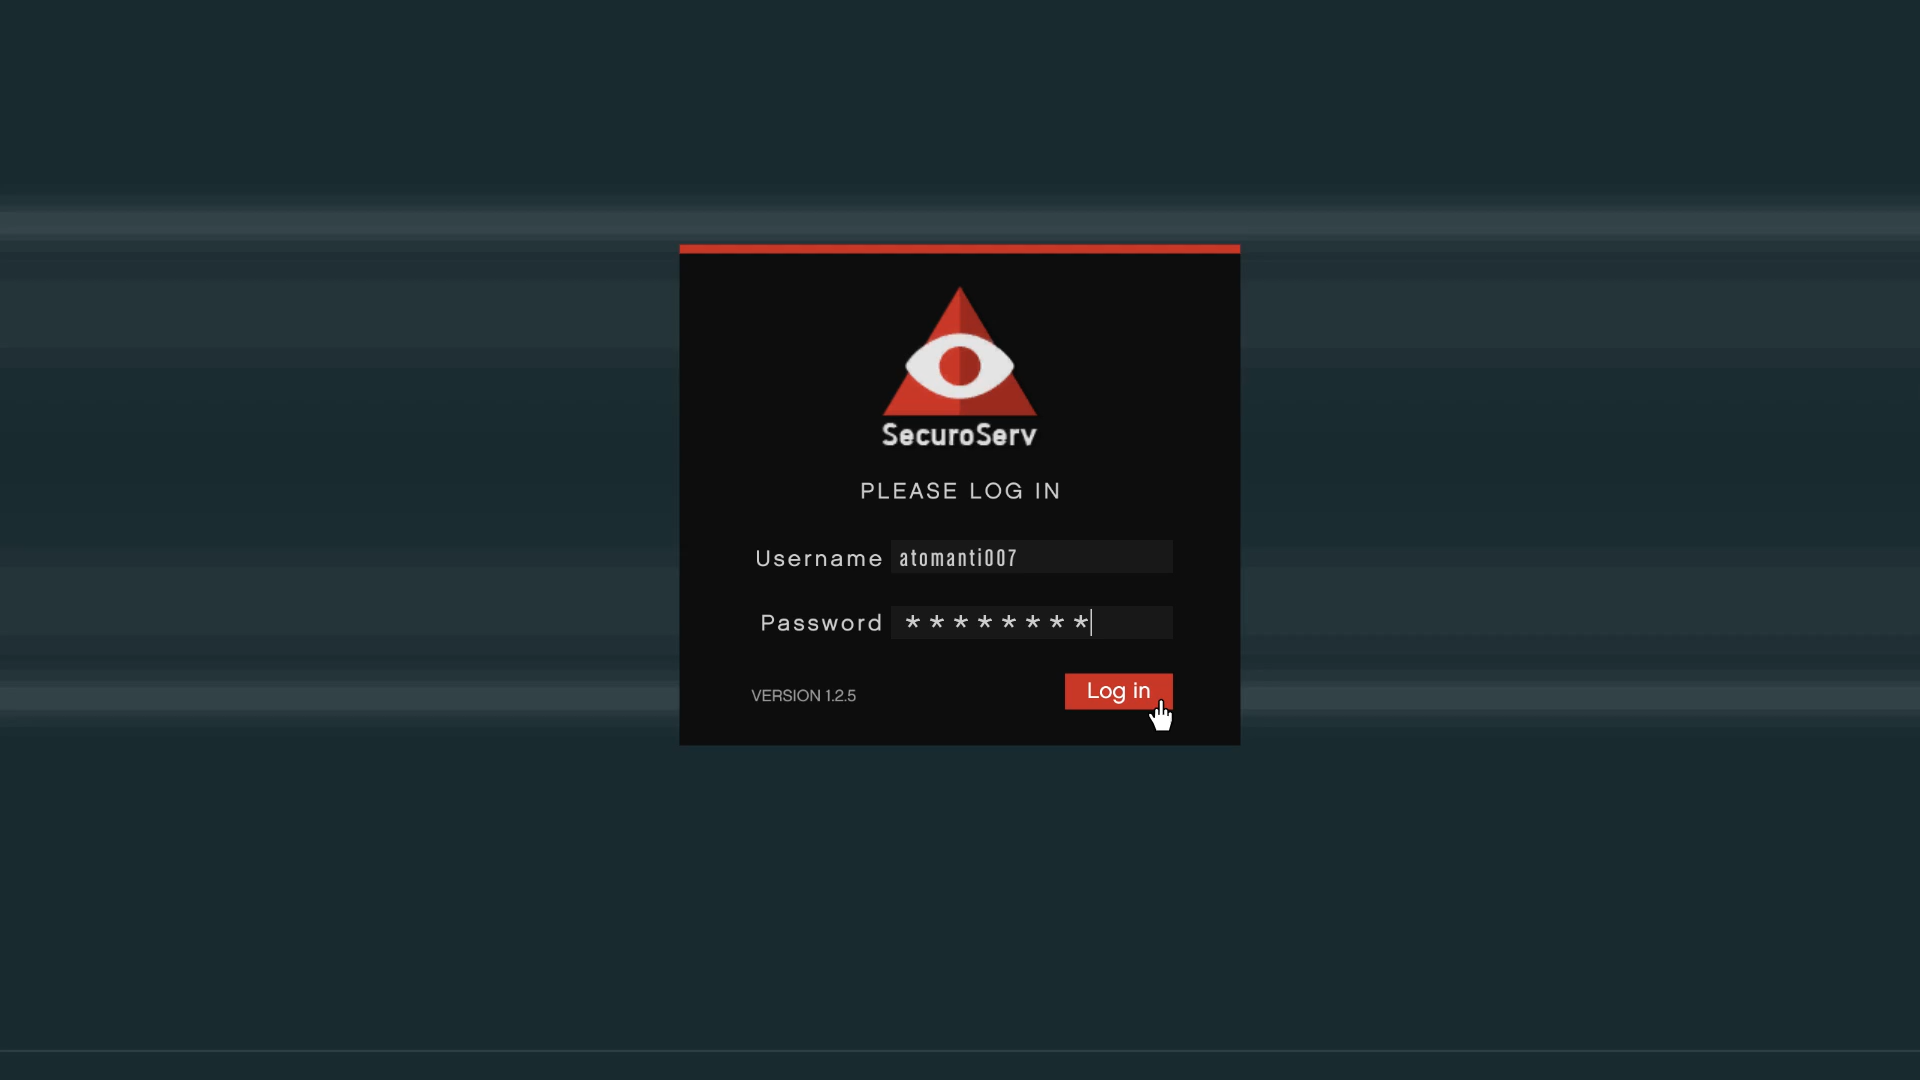 SecuroServ
PLEASE LOG IN
Username atomanti007
Password ********
VERSION 1.2.5 Log in